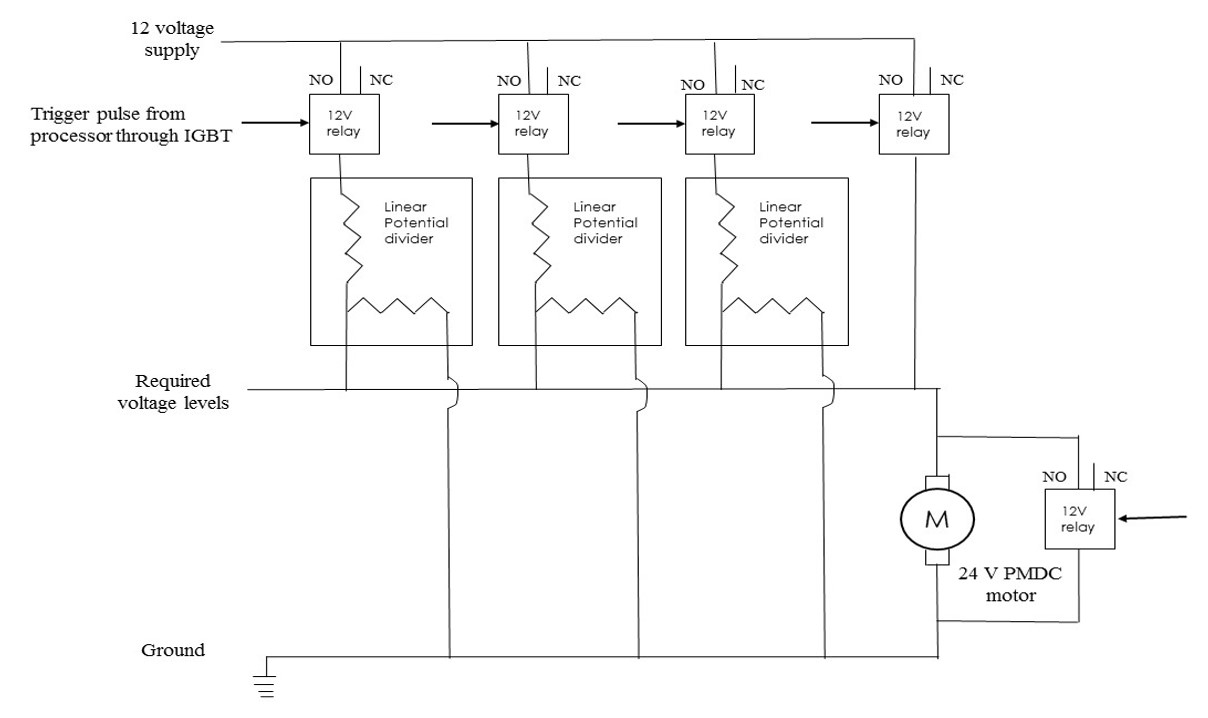 12 voltage
supply
NO
NC
NO
NC
NO
NC
NO
NC
Trigger pulse from
processor through IGBT
12V
relay
12V
relay
12V
relay
12V
relay
Linear
Potential
divider
Linear
Potential
divider
Linear
Potential
divider
Required
voltage levels
NO
NC
M
12V
relay
24 V PMDC
motor
Ground